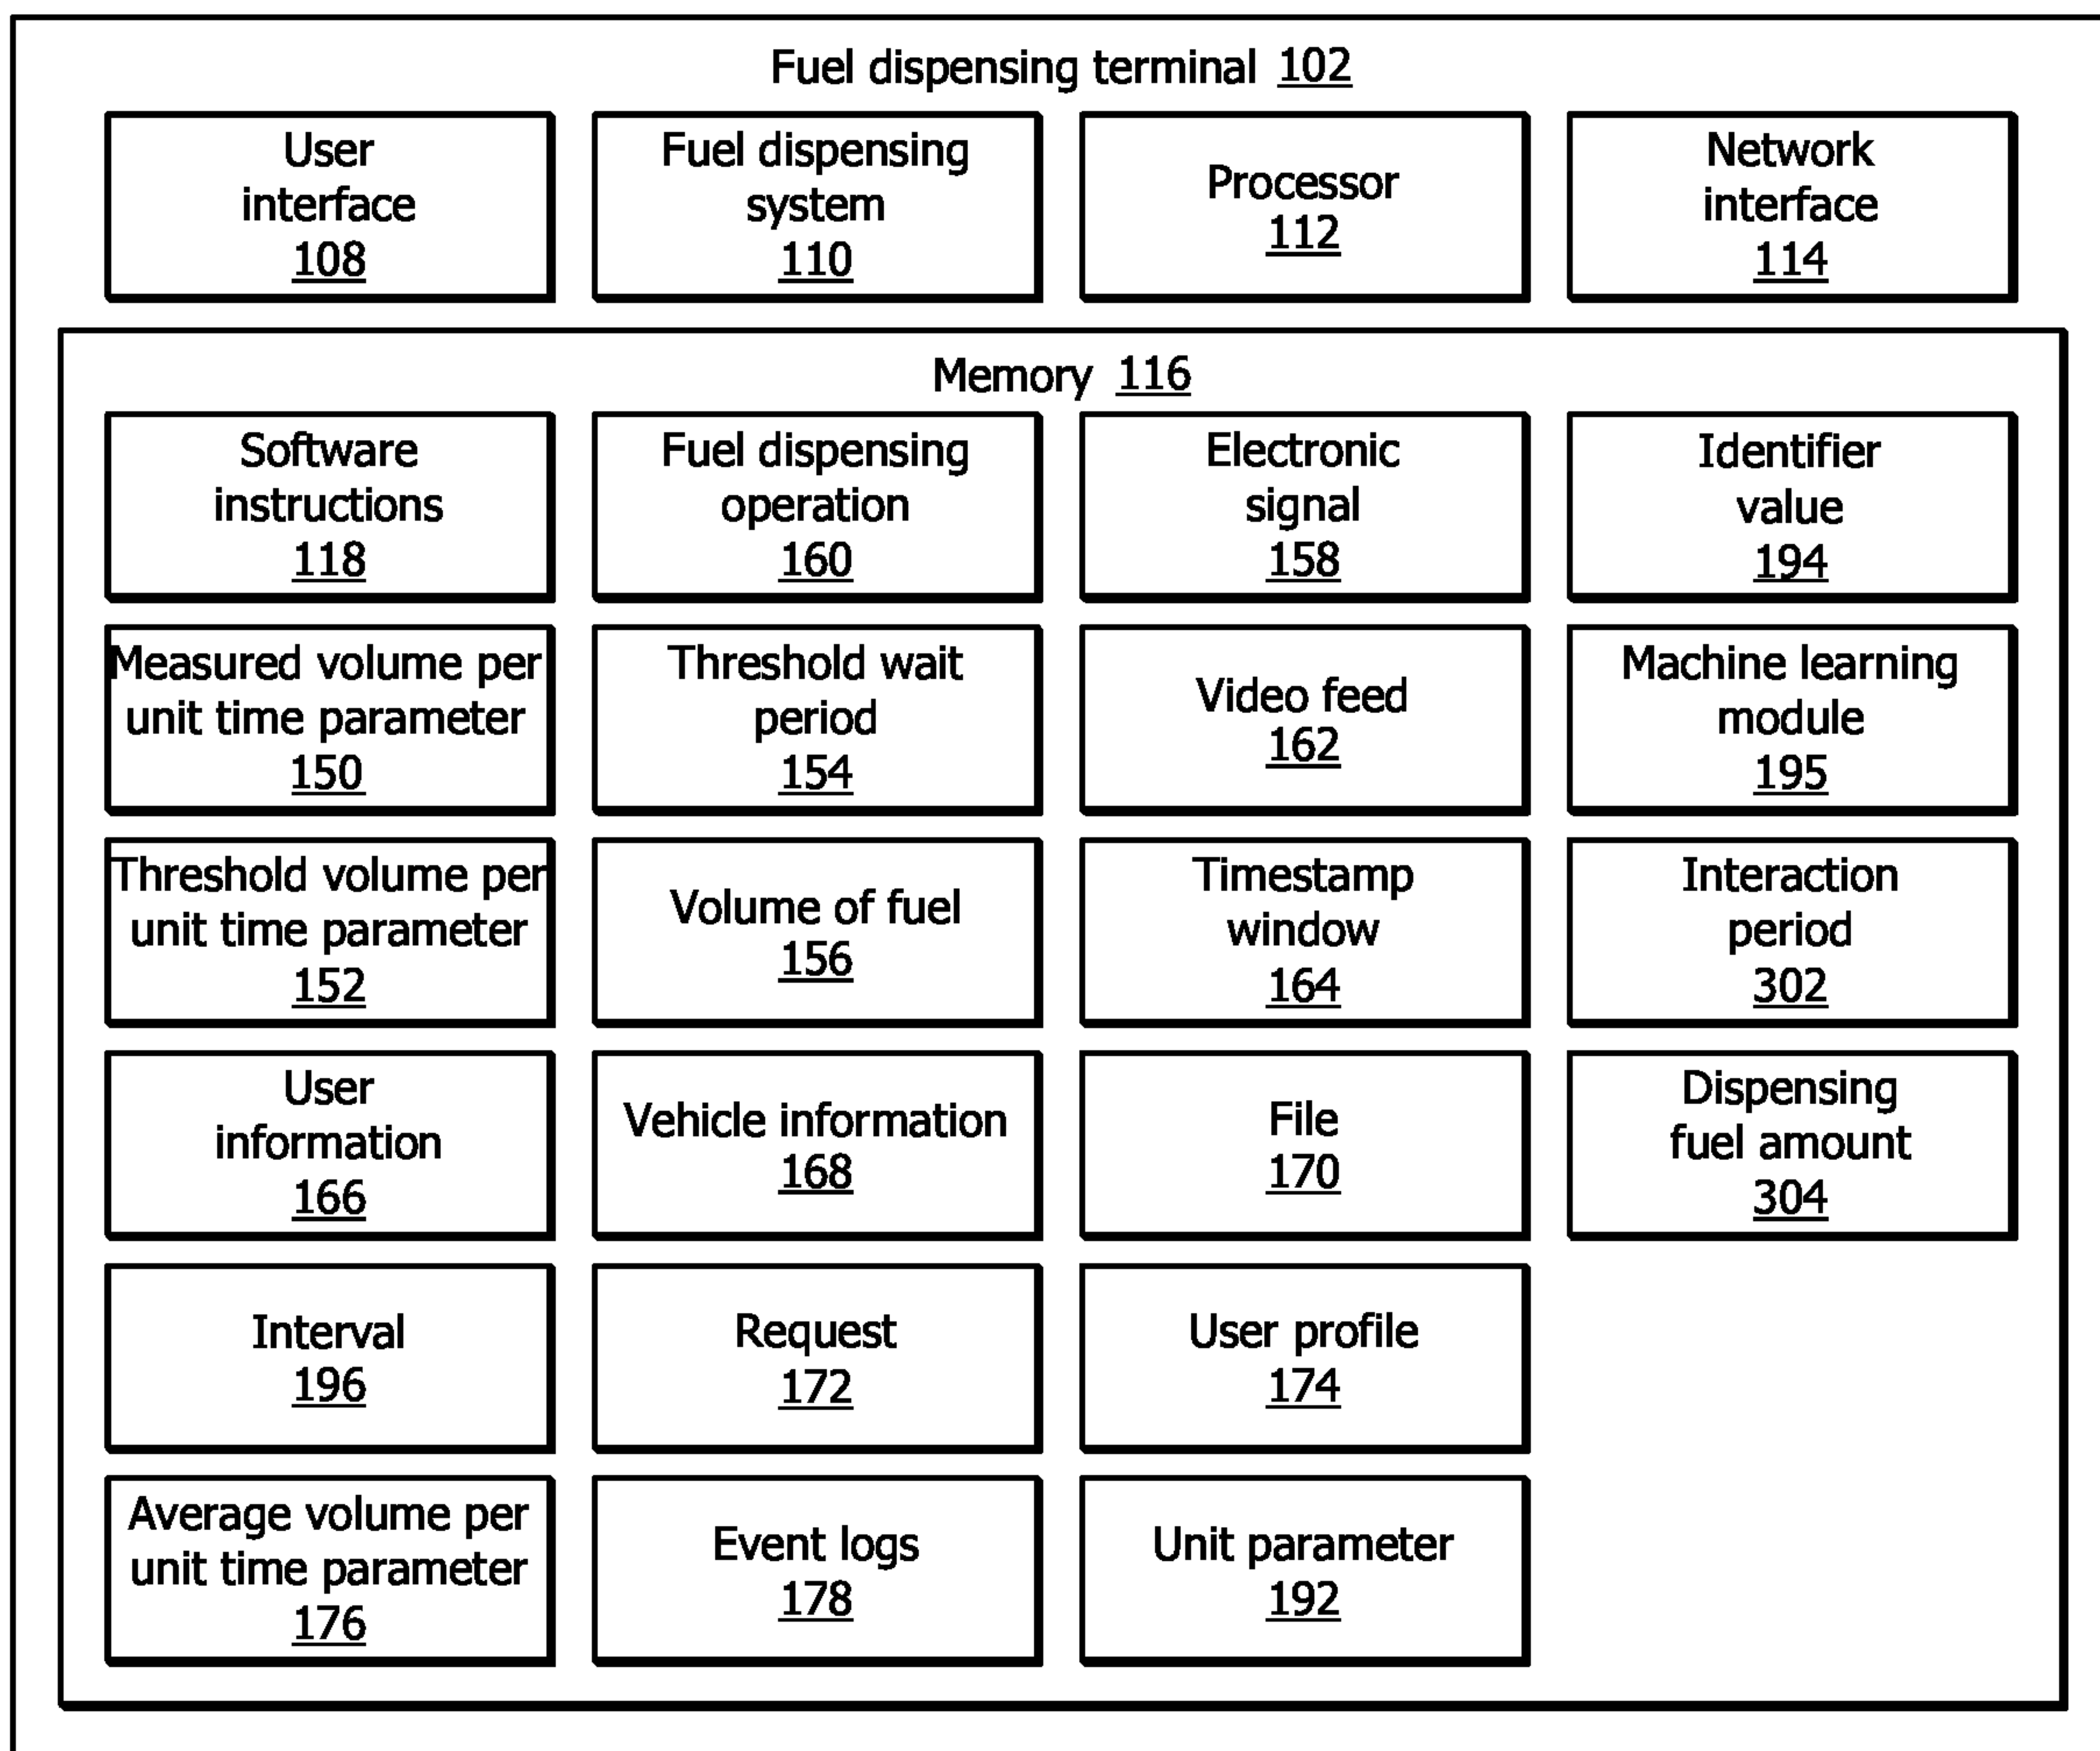 Fuel dispensing terminal 102
User
interface
108
Fuel dispensing
system
110
Processor
112
Network
interface
114
Memory 116
Software
instructions
118
Fuel dispensing
operation
160
Electronic
signal
158
Identifier
value
194
Measured volume per
unit time parameter
150
Threshold wait
period
154
Video feed
162
Machine learning
module
195
Threshold volume per
unit time parameter
152
Volume of fuel
156
Timestamp
window
164
Interaction
period
302
User
information
166
Vehicle information
168
File
170
Dispensing
fuel amount
304
Interval
196
Request
172
User profile
174
Average volume per
unit time parameter
176
Event logs
178
Unit parameter
192